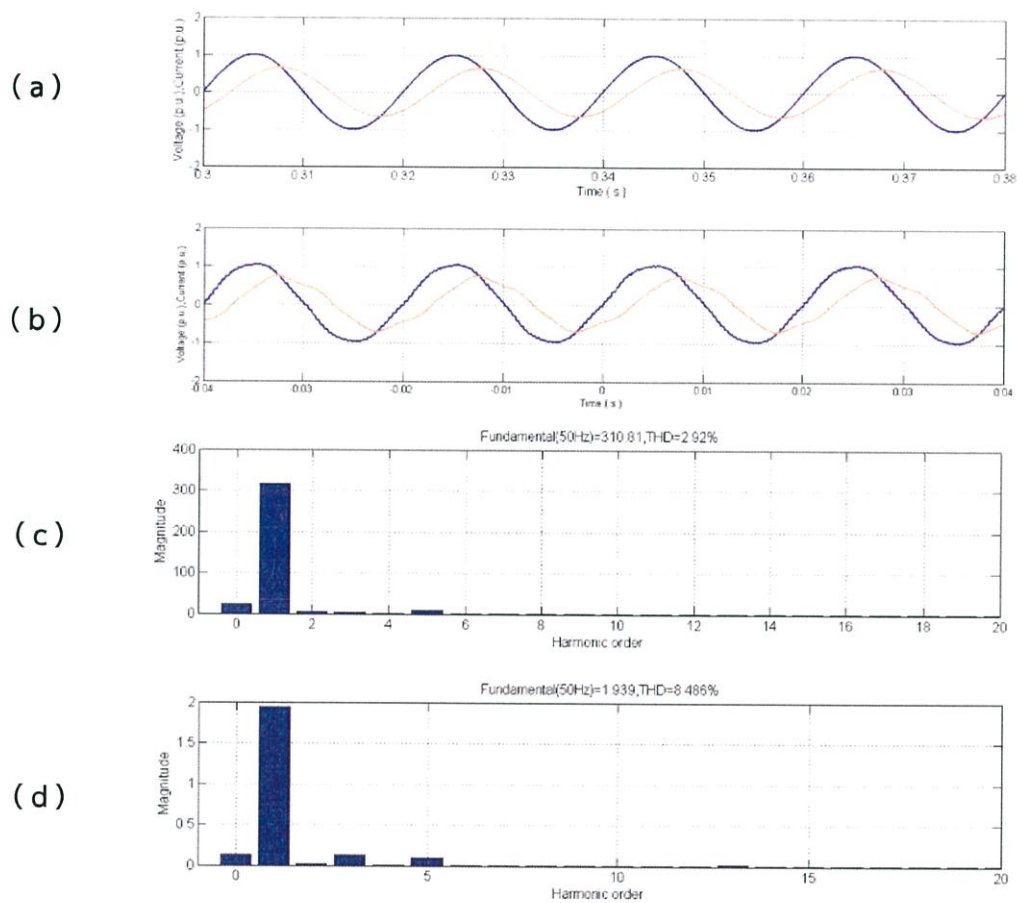 (a)
Voltage (p.u.),Current (p.u.)
2
1
0
-1
-2
0.3 0.31 0.32 0.33 0.34 0.35 0.36 0.37 0.38
Time ( s )
(b)
Voltage (p.u.),Current (p.u.)
2
1
0
-1
-2
-0.04 -0.03 -0.02 -0.01 0 0.01 0.02 0.03 0.04
Time ( s )
(c)
Fundamental(50Hz)=310.81,THD=2.92%
Magnitude
400
300
200
100
0
0 2 4 6 8 10 12 14 16 18 20
Harmonic order
(d)
Fundamental(50Hz)=1.939,THD=8.486%
Magnitude
2
1.5
1
0.5
0
0 5 10 15 20
Harmonic order